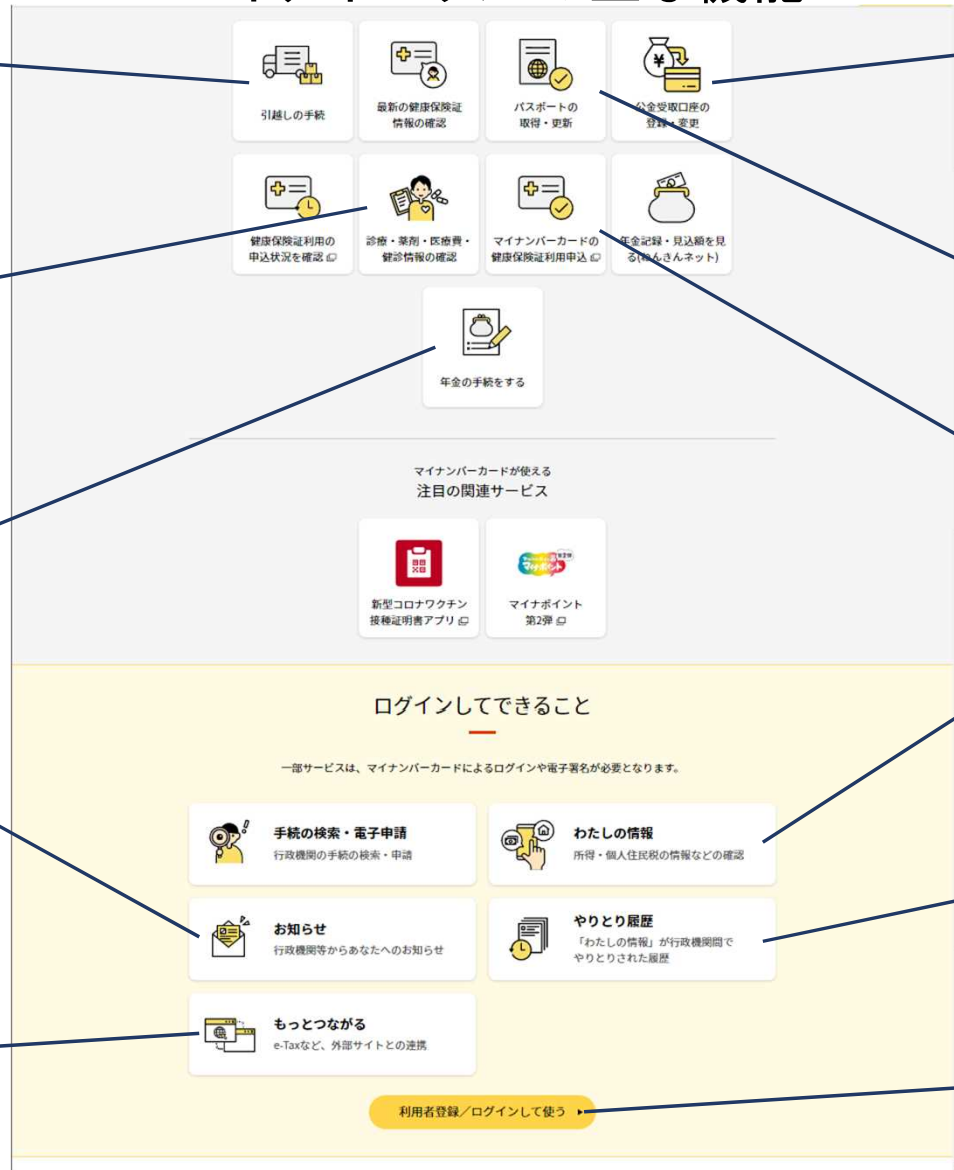 引越しの手続
最新の健康保険証
情報の確認
パスポートの
取得・更新
公金受取口座の
登録・変更
健康保険証利用の
申込状況を確認
診療・薬剤・医療費・
健診情報の確認
マイナンバーカードの
健康保険証利用申込
年金記録・見込額を見
る(ねんきんネット)
年金の手続をする
マイナンバーカードが使える
注目の関連サービス
新型コロナワクチン
接種証明書アプリ
マイナポイント
第2弾
ログインしてできること
一部サービスは、マイナンバーカードによるログインや電子署名が必要となります。
手続の検索・電子申請
行政機関の手続の検索・申請
わたしの情報
所得・個人住民税の情報などの確認
お知らせ
行政機関等からあなたへのお知らせ
やりとり履歴
「わたしの情報」が行政機関間で
やりとりされた履歴
もっとつながる
e-Taxなど、外部サイトとの連携
利用者登録/ログインして使う